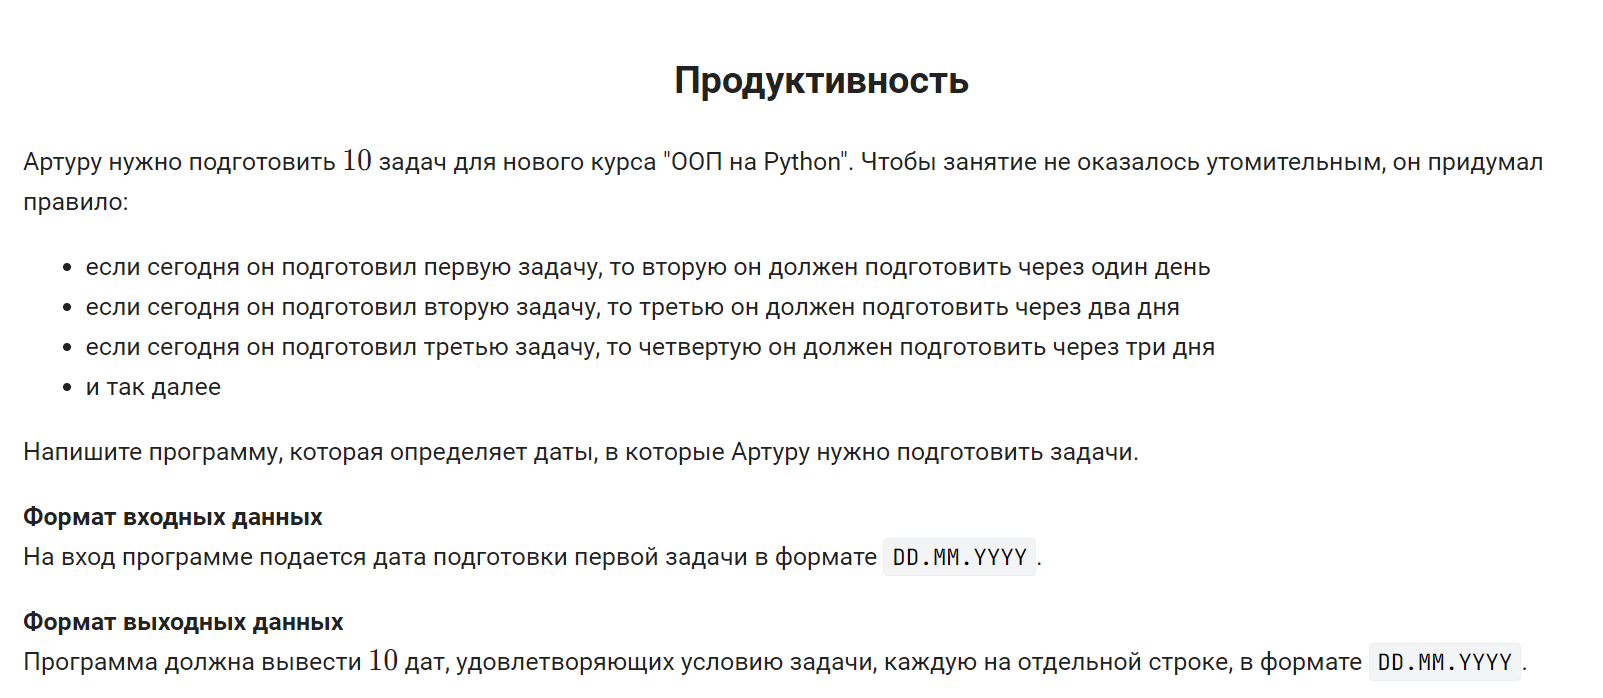 Продуктивность
Артуру нужно подготовить 10 задач для нового курса "ООП на Python". Чтобы занятие не оказалось утомительным, он придумал
правило:
• если сегодня он подготовил первую задачу, то вторую он должен подготовить через один день
• если сегодня он подготовил вторую задачу, то третью он должен подготовить через два дня
• если сегодня он подготовил третью задачу, то четвертую он должен подготовить через три дня
• и так далее
Напишите программу, которая определяет даты, в которые Артуру нужно подготовить задачи.
Формат входных данных
На вход программе подается дата подготовки первой задачи в формате DD.MM.YYYY.
Формат выходных данных
Программа должна вывести 10 дат, удовлетворяющих условию задачи, каждую на отдельной строке, в формате DD.MM.YYYY.